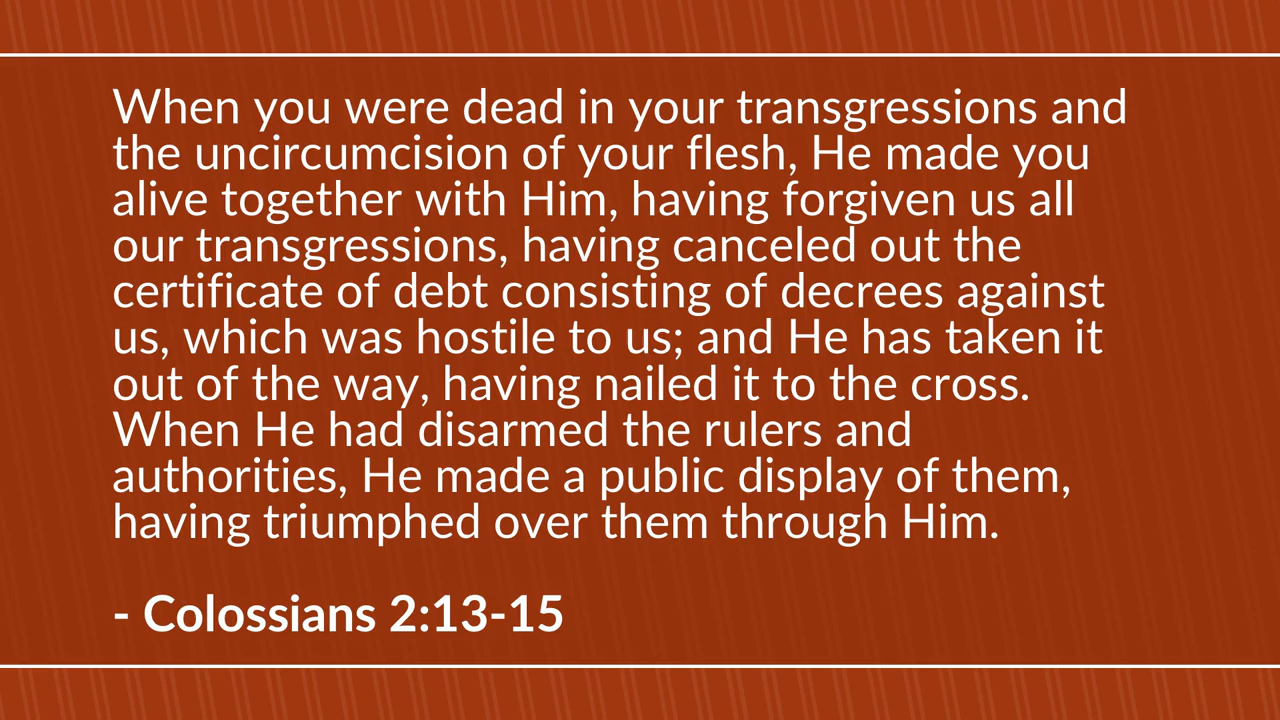 When you were dead in your transgressions and
the uncircumcision of your flesh, He made you
alive together with Him, having forgiven us all
our transgressions, having canceled out the
certificate of debt consisting of decrees against
us, which was hostile to us; and He has taken it
out of the way, having nailed it to the cross.
When He had disarmed the rulers and
authorities, He made a public display of them,
having triumphed over them through Him.
- Colossians 2:13-15